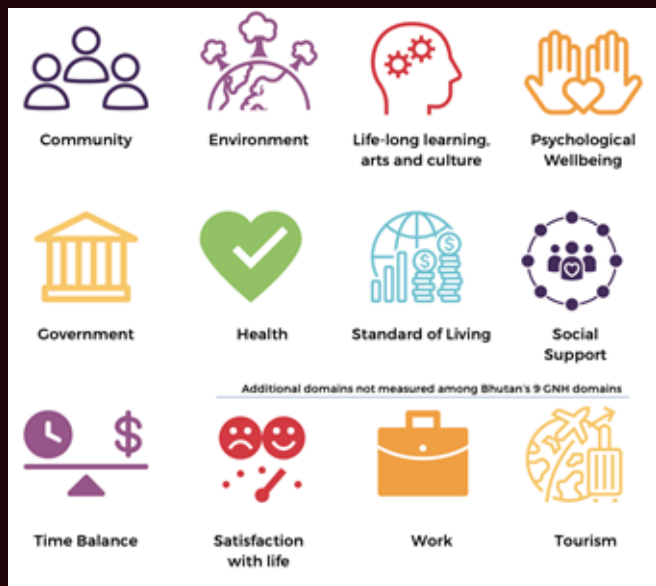 Community
Environment
Life-long learning,
arts and culture
Psychological
Wellbeing
Government
Health
Standard of Living
Social
Support
Additional domains not measured among Bhutan's 9 GNH domains
Time Balance
Satisfaction
with life
Work
Tourism